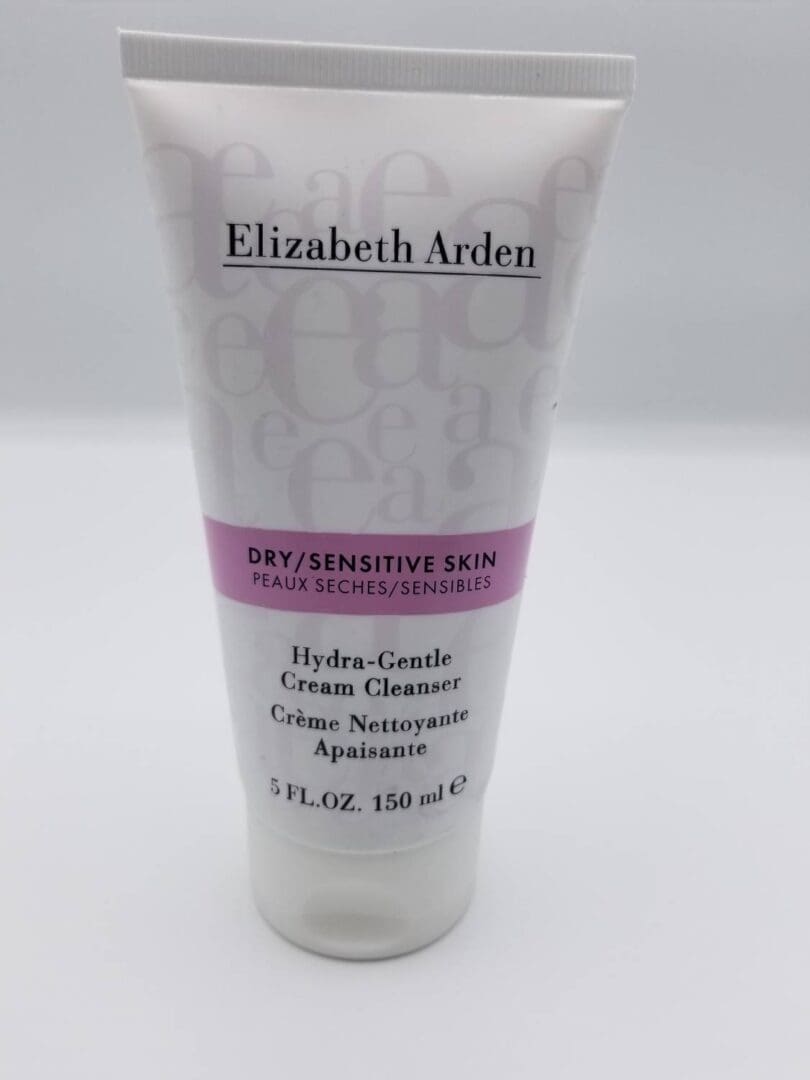 Elizabeth Arden
DRY/SENSITIVE SKIN
PEAUX SECHES/SENSIBLES
Hydra-Gentle
Cream Cleanser
Crème Nettoyante
Apaisante
5 FL.OZ. 150 ml ℮